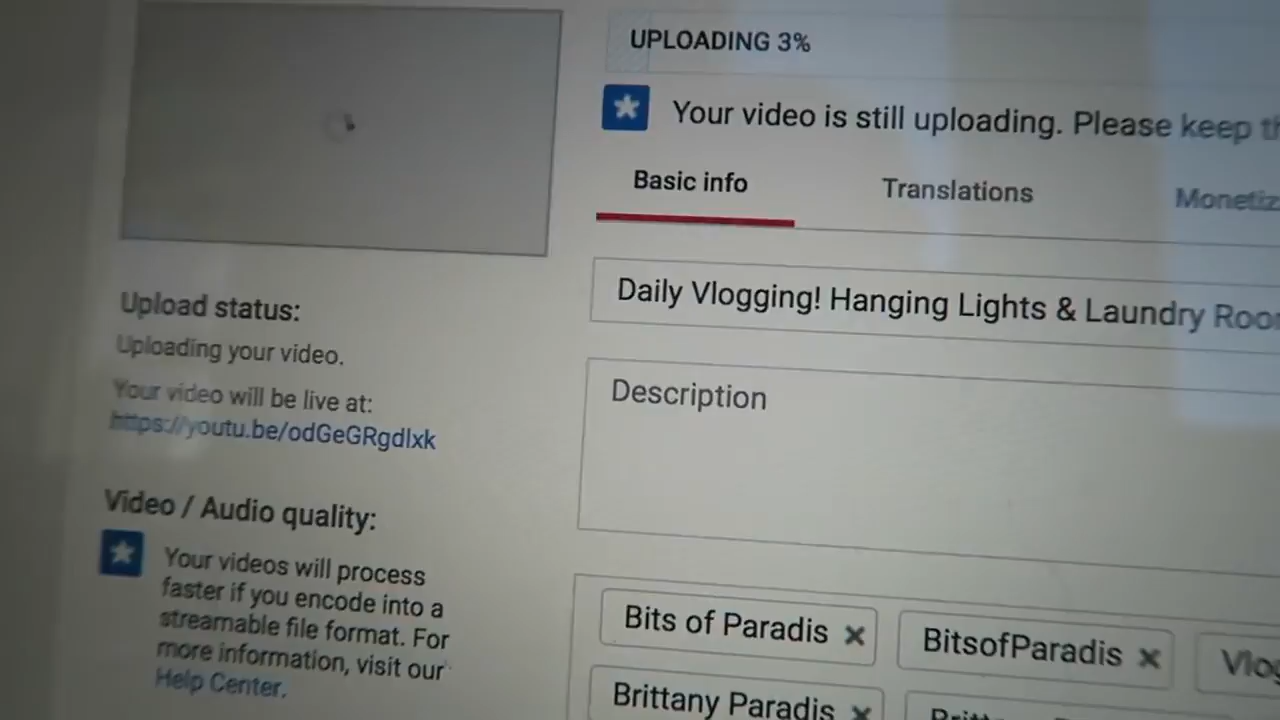 UPLOADING 3%
Your video is still uploading. Please keep
Basic info
Translations
Daily Vlogging! Hanging Lights & Laundry
Description
Upload status:
Uploading your video.
Your video will be live at:
https://youtu.be/odGeGRgdlxk
Video / Audio quality:
Your videos will process
faster if you encode into a
streamable file format. For
more information, visit our
Help Center.
Bits of Paradis
BitsofParadis
Brittany Paradis